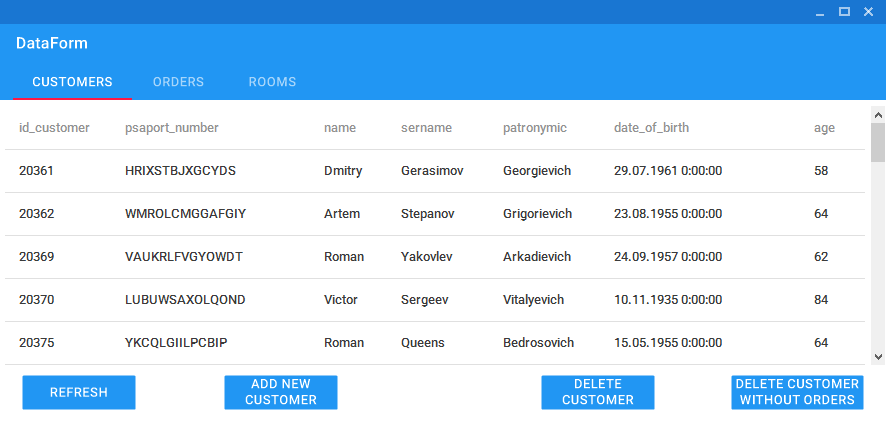 DataForm
CUSTOMERS ORDERS ROOMS
id_customer psaport_number name sername patronymic date_of_birth age
20361 HRIXSTBJXGCYDS Dmitry Gerasimov Georgievich 29.07.1961 0:00:00 58
20362 WMROLCMGGAFGIY Artem Stepanov Grigorievich 23.08.1955 0:00:00 64
20369 VAUKRLFVGYOWDT Roman Yakovlev Arkadievich 24.09.1957 0:00:00 62
20370 LUBUWSAXOLQOND Victor Sergeev Vitalyevich 10.11.1935 0:00:00 84
20375 YKCQLGIILPCBIP Roman Queens Bedrosovich 15.05.1955 0:00:00 64
REFRESH
ADD NEW
CUSTOMER
DELETE
CUSTOMER
DELETE CUSTOMER
WITHOUT ORDERS